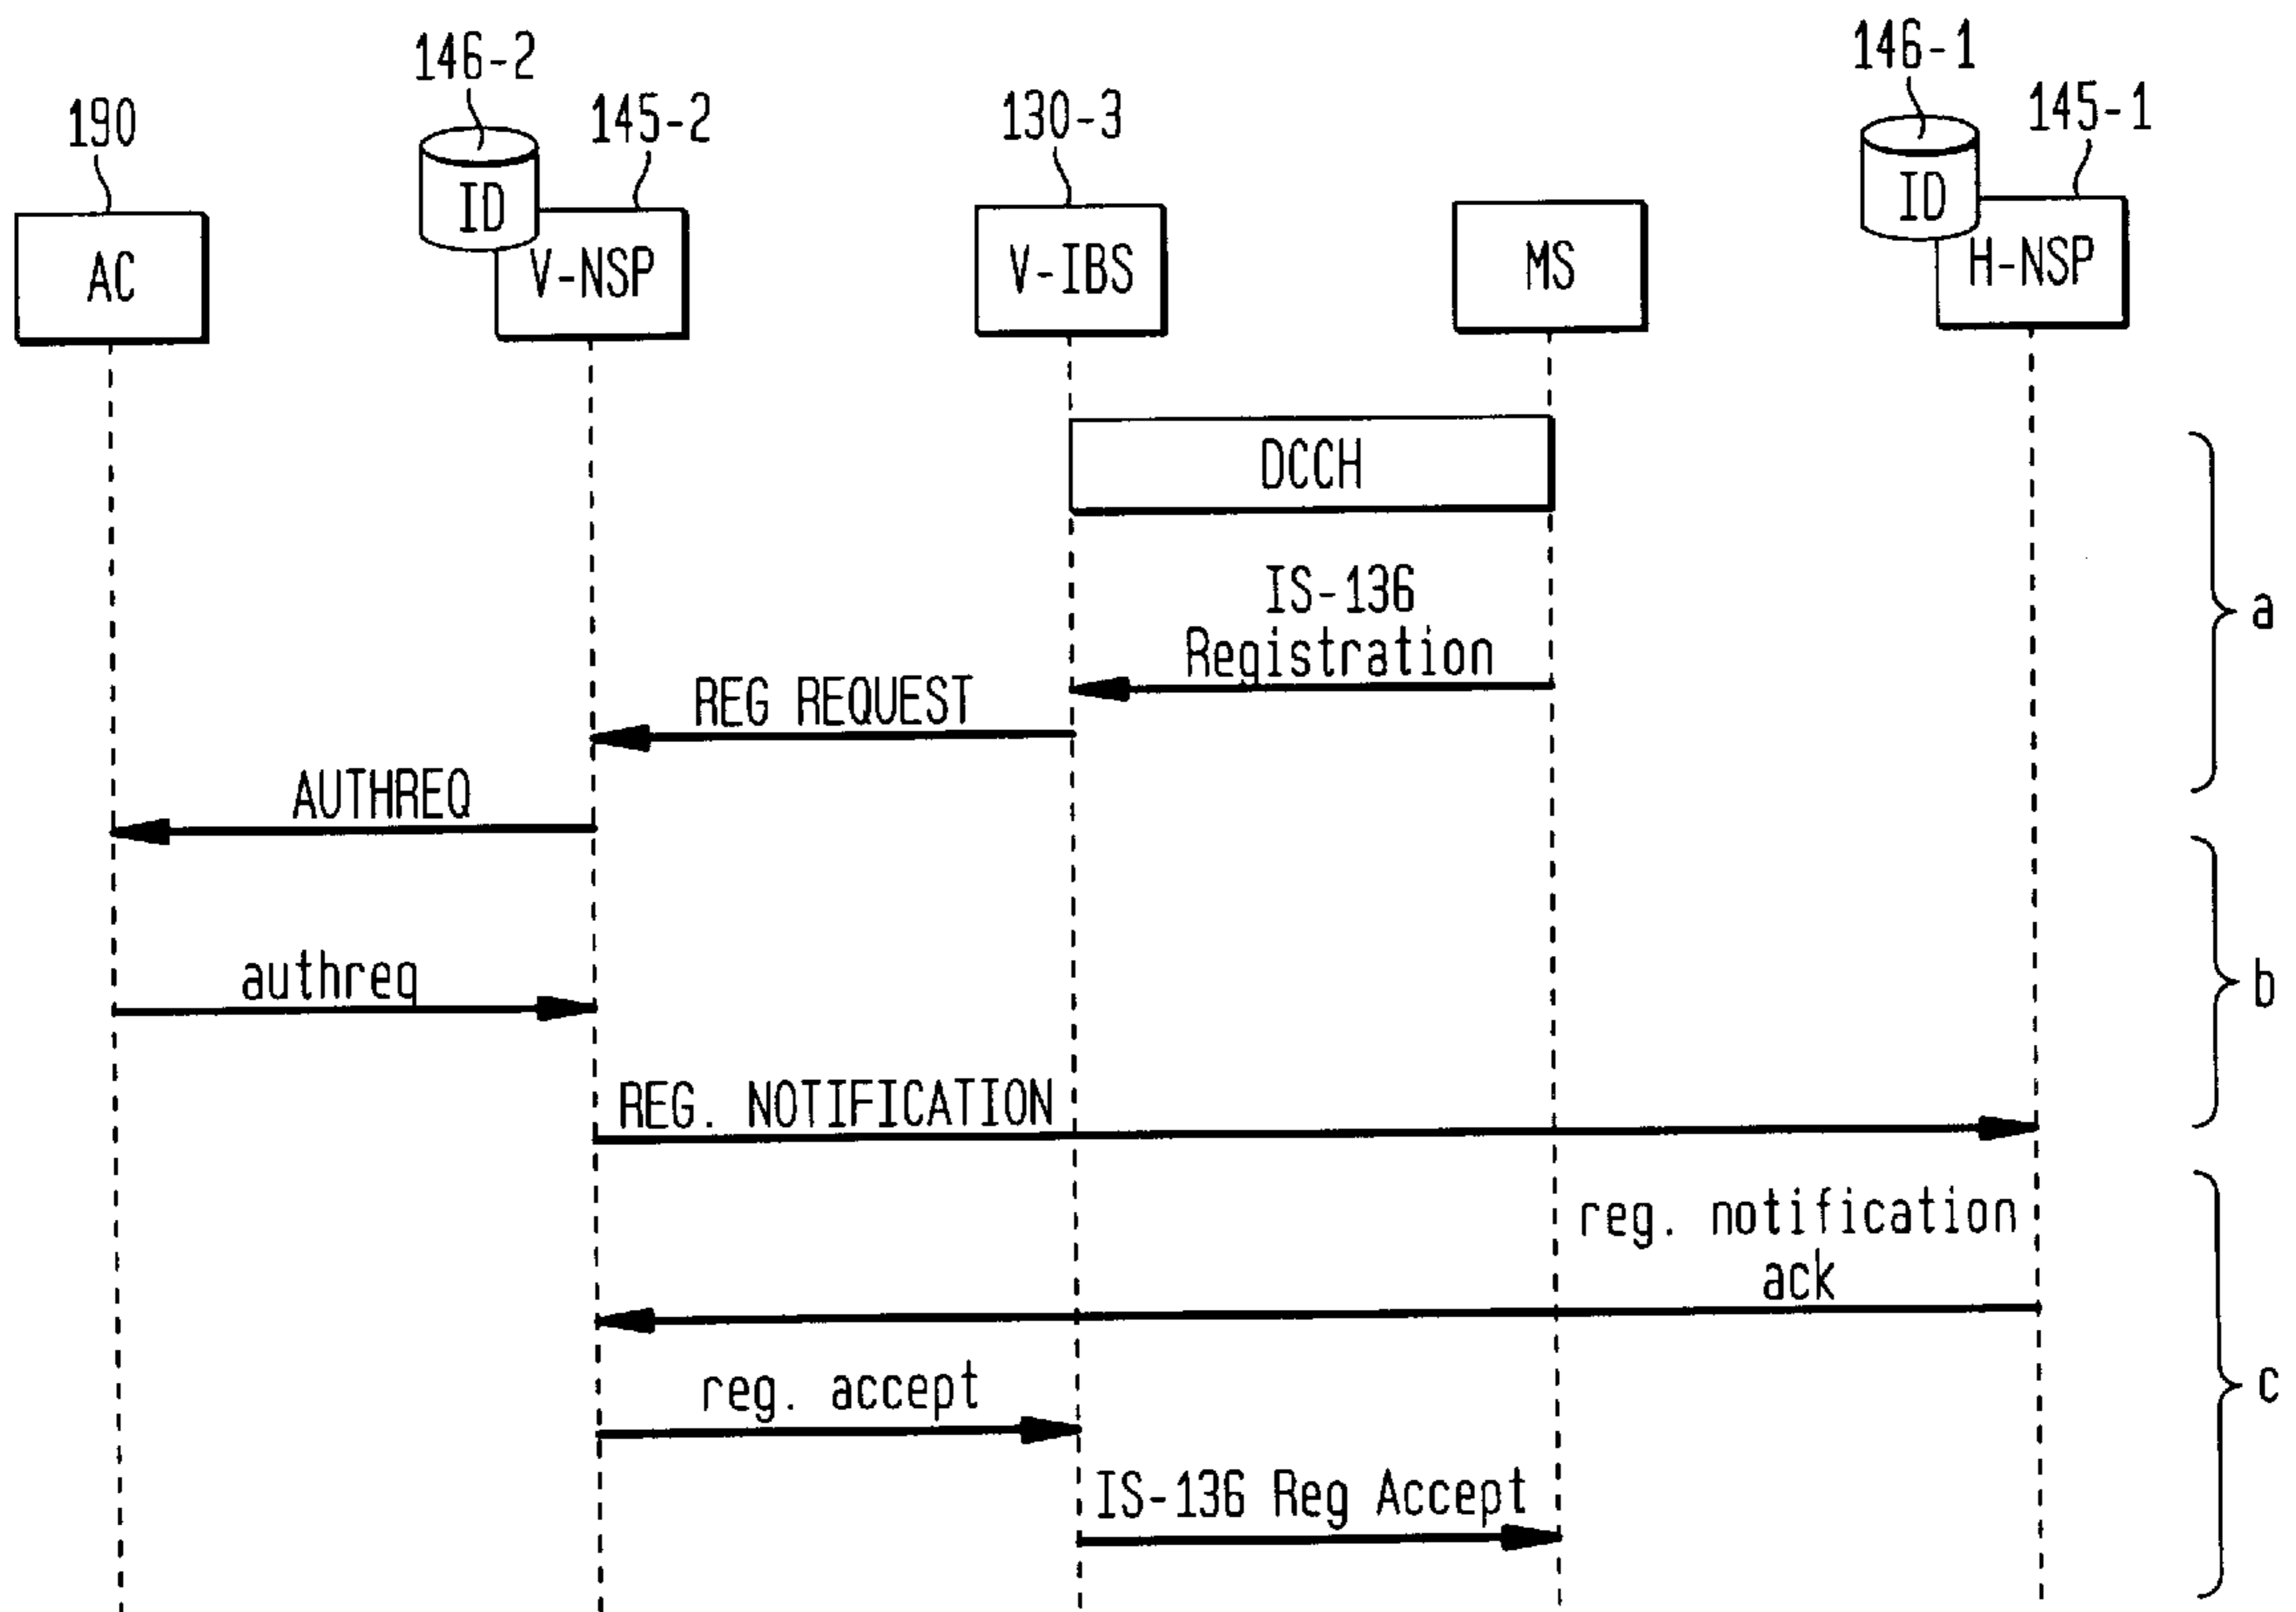 146-2
146-1
190
145-2
130-3
145-1
ID
ID
AC
V-NSP
V-IBS
MS
H-NSP
DCCH
IS-136
Registration
a
REG REQUEST
AUTHREQ
authreq
b
REG. NOTIFICATION
reg. notification
ack
reg. accept
c
IS-136 Reg Accept